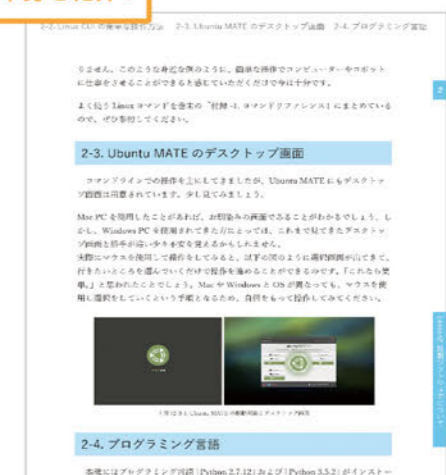 2-2. Linux CUI の簡単な操作方法 2-3. Ubuntu MATE のデスクトップ画面 2-4. プログラミング言語
りません。このような身近な例のように、簡単な操作でコンピューターやロボット
に仕事をさせることができると感じていただくだけで今は十分です。
よく使う Linux コマンドを巻末の「付録-1. コマンドリファレンス」にまとめている
ので、ぜひ参照してください。
2
2-3. Ubuntu MATE のデスクトップ画面
コマンドラインでの操作を主にしてきましたが、Ubuntu MATE にもデスクトッ
プ画面は用意されています。少し見てみましょう。
Mac PC を使用したことがあれば、お馴染みの画面であることがわかるでしょう。し
かし、Windows PC を使用されてきた方にとっては、これまで見てきたデスクトッ
プ画面と勝手が違い少々不安を覚えるかもしれません。
実際にマウスを使用して操作をしてみると、以下の図のように選択画面が出てきて、
行きたいところを選んでいくだけで操作を進めることができるのです。「これなら簡
単。」と思われたことでしょう。Mac や Windows と OS が異なっても、マウスを使
用し選択をしていくという手順となるため、自信をもって操作してみてください。
2-4. プログラミング言語
本機にはプログラミング言語「Python 2.7.12」および「Python 3.5.2」がインストー